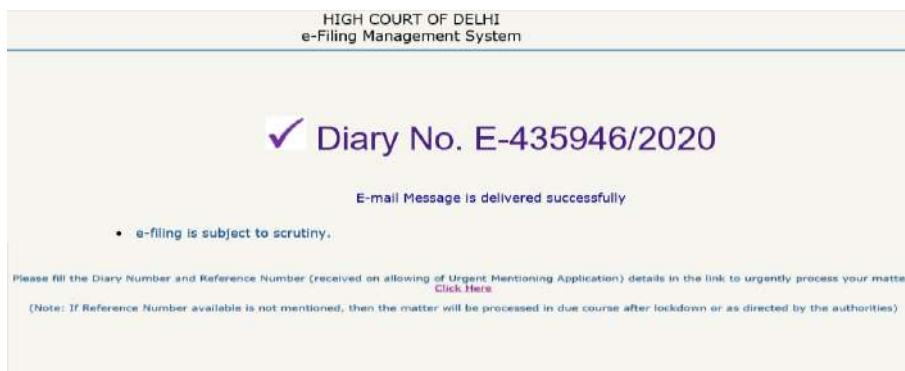 HIGH COURT OF DELHI
e-Filing Management System
Diary No. E-435946/2020
E-mail Message is delivered successfully
e-filing is subject to scrutiny.
Please fill the Diary Number and Reference Number (received on allowing of Urgent Mentioning Application) details in the link to urgently process your matte
Click Here
(Note: If Reference Number available is not mentioned, then the matter will be processed in due course after lockdown or as directed by the authorities)